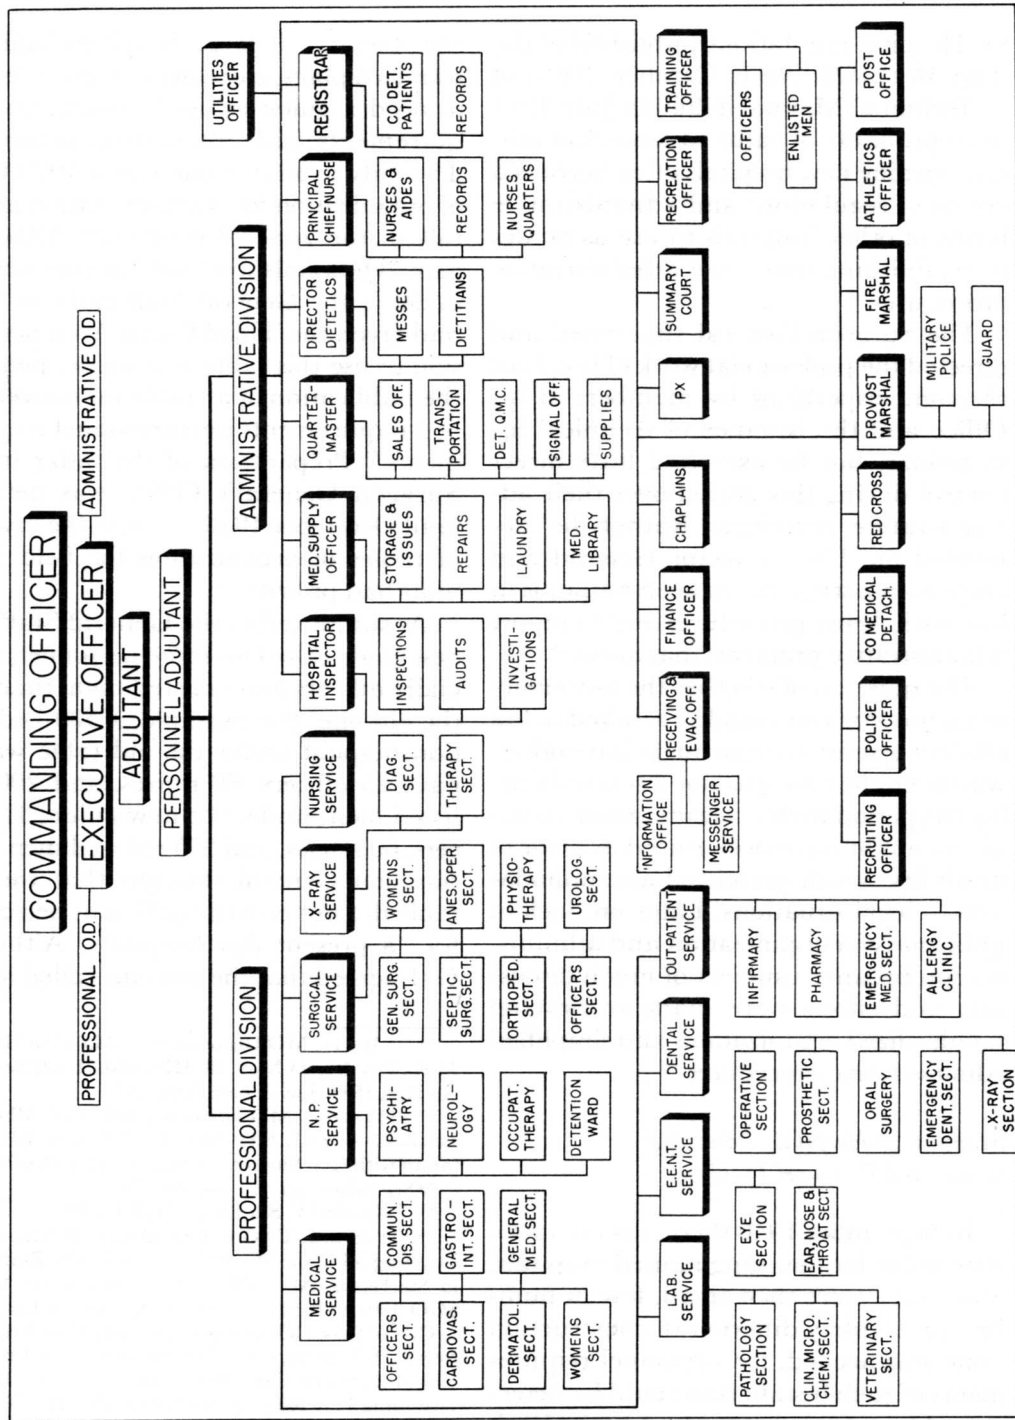 COMMANDING OFFICER
PROFESSIONAL O.D.
EXECUTIVE OFFICER
ADMINISTRATIVE O.D.
ADJUTANT
PERSONNEL ADJUTANT
PROFESSIONAL DIVISION
ADMINISTRATIVE DIVISION
UTILITIES
OFFICER
MEDICAL
SERVICE
OFFICERS
SECT.
COMMUN.
DIS. SECT.
CARDIOVAS.
SECT.
GASTRO-
INT. SECT.
DERMATOL.
SECT.
GENERAL
MED. SECT.
WOMENS
SECT.
N.P.
SERVICE
PSYCHI-
ATRY
NEUROL-
OGY
OCCUPAT.
THERAPY
DETENTION
WARD
SURGICAL
SERVICE
GEN. SURG.
SECT.
WOMENS
SECT.
SEPTIC
SURG. SECT.
ANES. OPER.
SECT.
ORTHOPED.
SECT.
PHYSIO-
THERAPY
OFFICERS
SECT.
UROLOG
SECT.
X-RAY
SERVICE
DIAG.
SECT.
THERAPY
SECT.
NURSING
SERVICE
HOSPITAL
INSPECTOR
INSPECTIONS
AUDITS
INVESTI-
GATIONS
MED. SUPPLY
OFFICER
STORAGE &
ISSUES
REPAIRS
LAUNDRY
MED.
LIBRARY
QUARTER-
MASTER
SALES OFF.
TRANS-
PORTATION
DET. Q.M.C.
SIGNAL OFF.
SUPPLIES
DIRECTOR
DIETETICS
MESSES
DIETITIANS
PRINCIPAL
CHIEF NURSE
NURSES &
AIDES
RECORDS
NURSES
QUARTERS
REGISTRAR
CO DET.
PATIENTS
RECORDS
LAB.
SERVICE
PATHOLOGY
SECTION
CLIN. MICRO.
CHEM. SECT.
VETERINARY
SECT.
E.E.N.T.
SERVICE
EYE
SECTION
EAR, NOSE &
THROAT SECT.
DENTAL
SERVICE
OPERATIVE
SECTION
PROSTHETIC
SECT.
ORAL
SURGERY
EMERGENCY
DENT. SECT.
X-RAY
SECTION
OUTPATIENT
SERVICE
INFIRMARY
PHARMACY
EMERGENCY
MED. SECT.
ALLERGY
CLINIC
RECEIVING &
EVAC. OFF.
INFORMATION
OFFICE
MESSENGER
SERVICE
FINANCE
OFFICER
CHAPLAINS
PX
SUMMARY
COURT
RECREATION
OFFICER
TRAINING
OFFICER
OFFICERS
ENLISTED
MEN
RECRUITING
OFFICER
POLICE
OFFICER
CO MEDICAL
DETACH.
RED CROSS
PROVOST
MARSHAL
MILITARY
POLICE
GUARD
FIRE
MARSHAL
ATHLETICS
OFFICER
POST
OFFICE